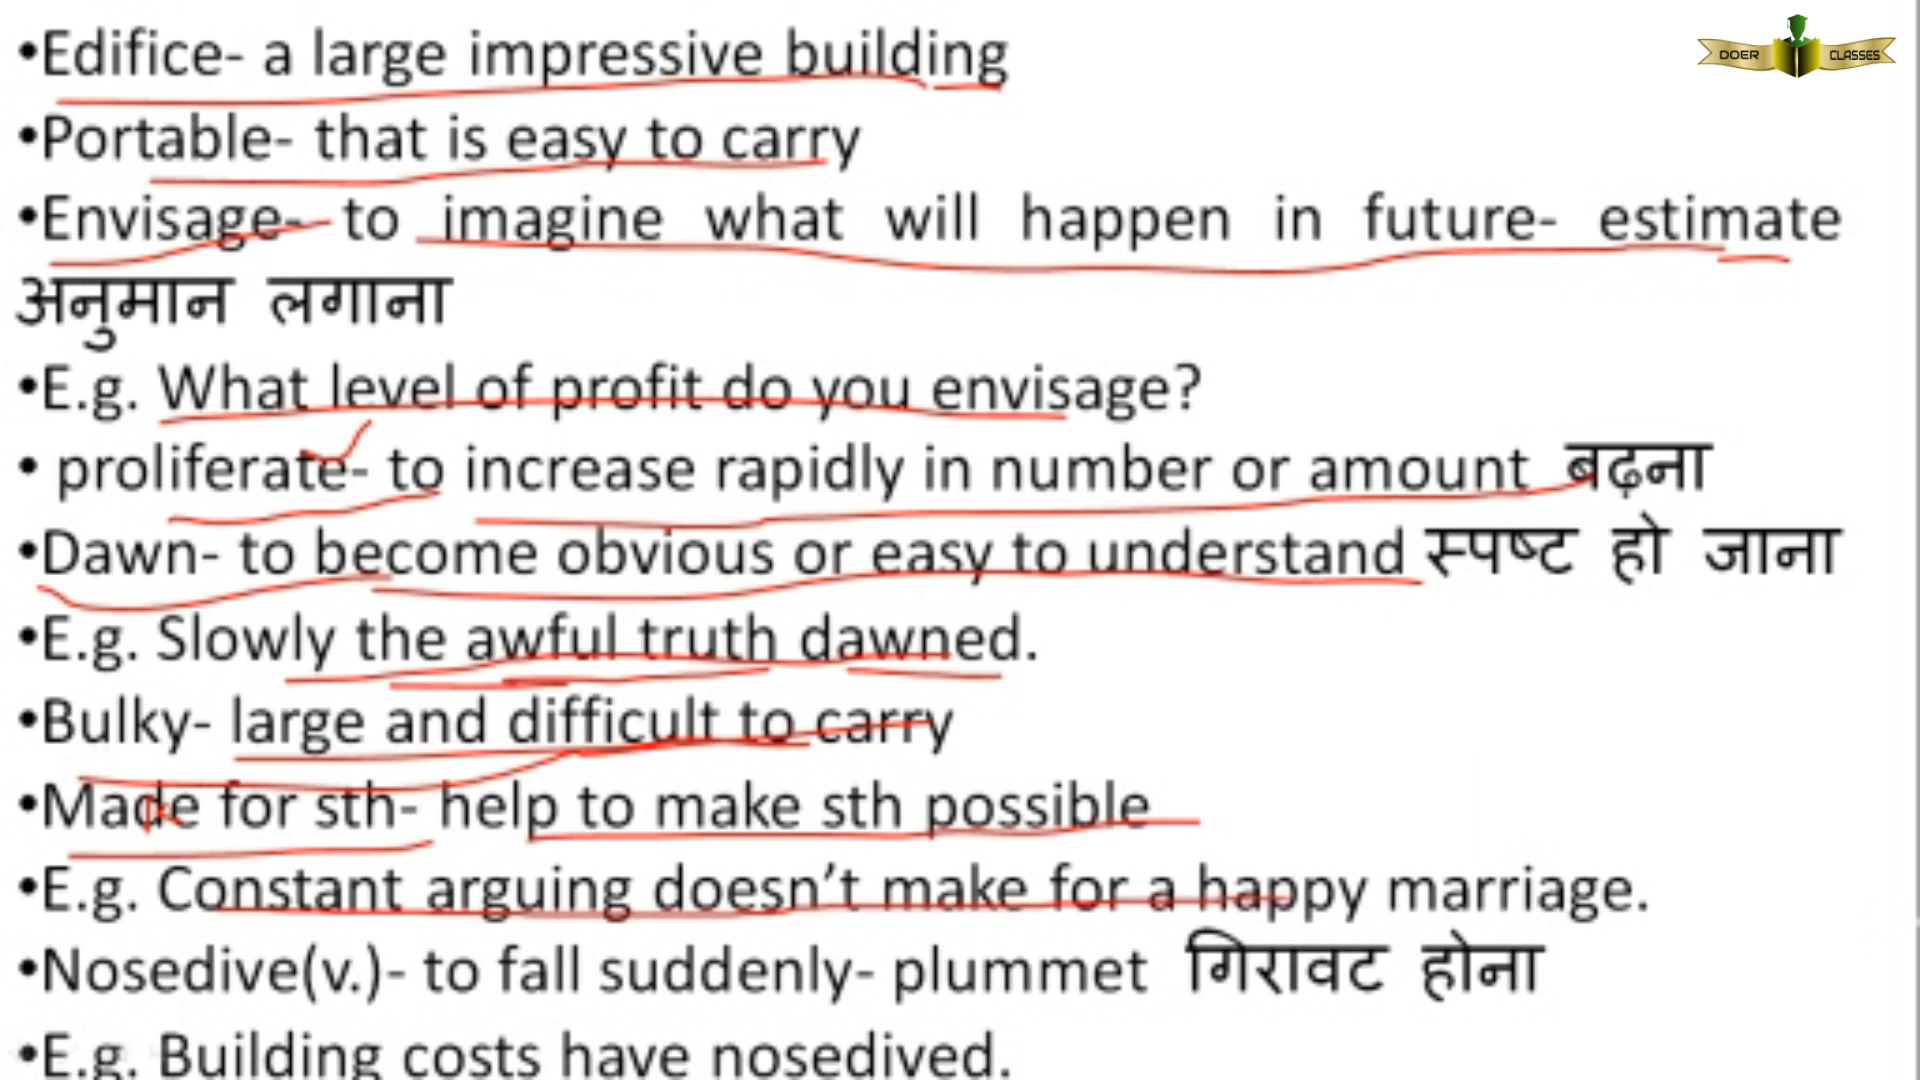 •Edifice- a large impressive building
DOER CLASSES
•Portable- that is easy to carry
•Envisage- to imagine what will happen in future- estimate
अनुमान लगाना
•E.g. What level of profit do you envisage?
• proliferate- to increase rapidly in number or amount बढ़ना
•Dawn- to become obvious or easy to understand स्पष्ट हो जाना
•E.g. Slowly the awful truth dawned.
•Bulky- large and difficult to carry
•Made for sth- help to make sth possible
•E.g. Constant arguing doesn’t make for a happy marriage.
•Nosedive(v.)- to fall suddenly- plummet गिरावट होना
•E.g. Building costs have nosedived.